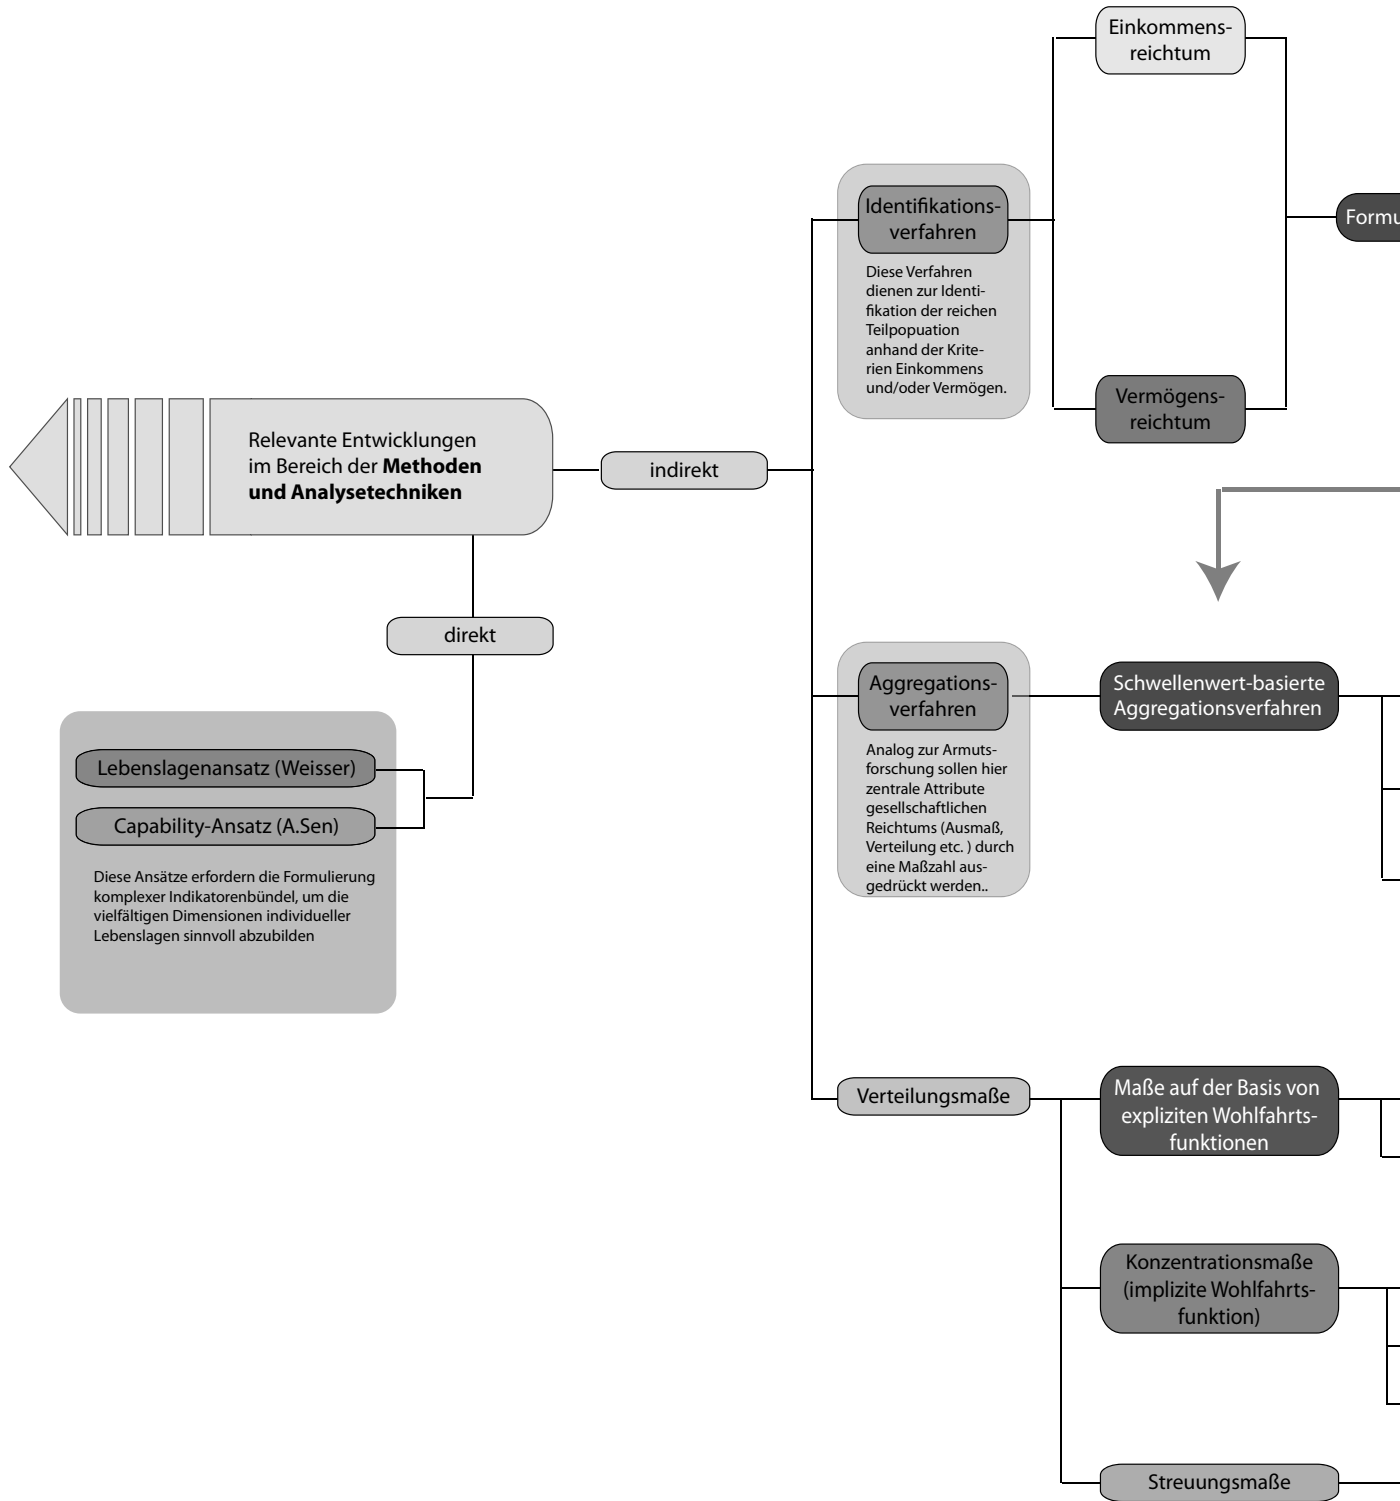 Einkommens-
reichtum
Identifikations-
verfahren
Formu
Diese Verfahren
dienen zur Identi-
fikation der reichen
Teilpopuation
anhand der Krite-
rien Einkommens
und/oder Vermögen.
Vermögens-
reichtum
Relevante Entwicklungen
im Bereich der Methoden
und Analysetechniken
indirekt
direkt
Aggregations-
verfahren
Schwellenwert-basierte
Aggregationsverfahren
Analog zur Armuts-
forschung sollen hier
zentrale Attribute
gesellschaftlichen
Reichtums (Ausmaß,
Verteilung etc. ) durch
eine Maßzahl aus-
gedrückt werden..
Lebenslagenansatz (Weisser)
Capability-Ansatz (A.Sen)
Diese Ansätze erfordern die Formulierung
komplexer Indikatorenbündel, um die
vielfältigen Dimensionen individueller
Lebenslagen sinnvoll abzubilden
Verteilungsmaße
Maße auf der Basis von
expliziten Wohlfahrts-
funktionen
Konzentrationsmaße
(implizite Wohlfahrts-
funktion)
Streuungsmaße